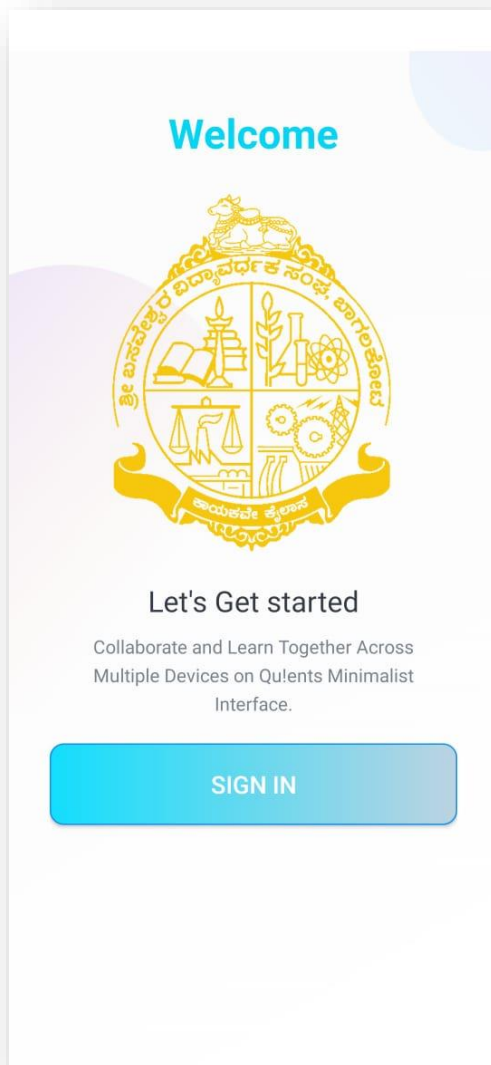 Welcome
ಶ್ರೀ ಬಸವೇಶ್ವರ ವಿದ್ಯಾವರ್ಧಕ ಸಂಘ, ಬಾಗಲಕೋಟ
ಕಾಯಕವೇ ಕೈಲಾಸ
Let's Get started
Collaborate and Learn Together Across
Multiple Devices on Qu!ents Minimalist
Interface.
SIGN IN